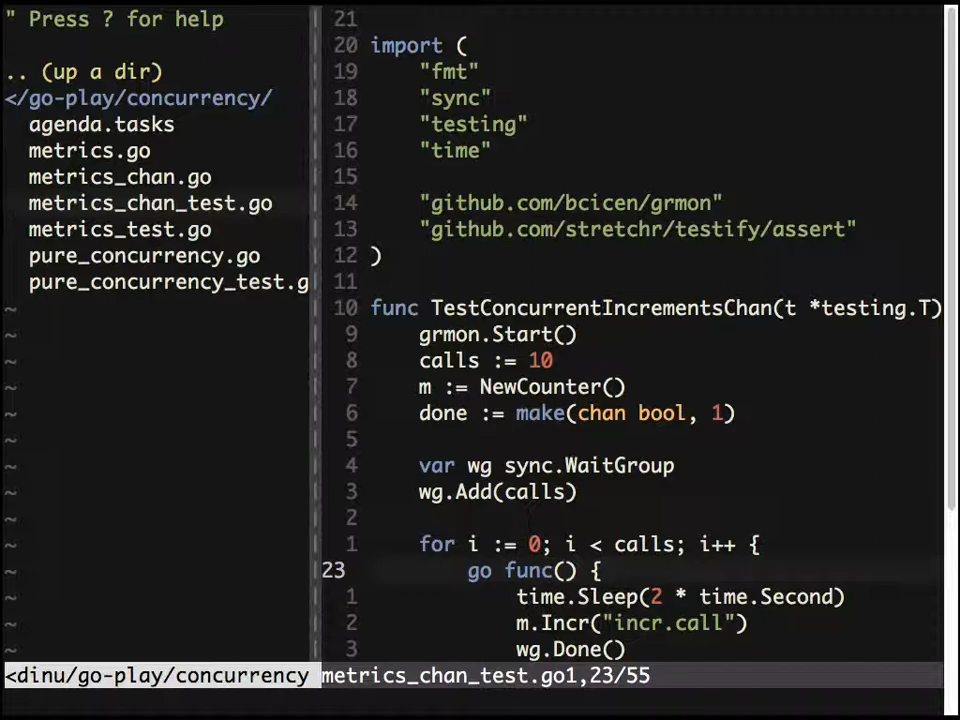 " Press ? for help
.. (up a dir)
</go-play/concurrency/
agenda.tasks
metrics.go
metrics_chan.go
metrics_chan_test.go
metrics_test.go
pure_concurrency.go
pure_concurrency_test.g
~
~
~
~
~
~
~
~
~
~
~
~
~
~
<dinu/go-play/concurrency
21
20 import (
19 "fmt"
18 "sync"
17 "testing"
16 "time"
15
14 "github.com/bcicen/grmon"
13 "github.com/stretchr/testify/assert"
12 )
11
10 func TestConcurrentIncrementsChan(t *testing.T)
9 grmon.Start()
8 calls := 10
7 m := NewCounter()
6 done := make(chan bool, 1)
5
4 var wg sync.WaitGroup
3 wg.Add(calls)
2
1 for i := 0; i < calls; i++ {
23 go func() {
1 time.Sleep(2 * time.Second)
2 m.Incr("incr.call")
3 wg.Done()
metrics_chan_test.go1,23/55